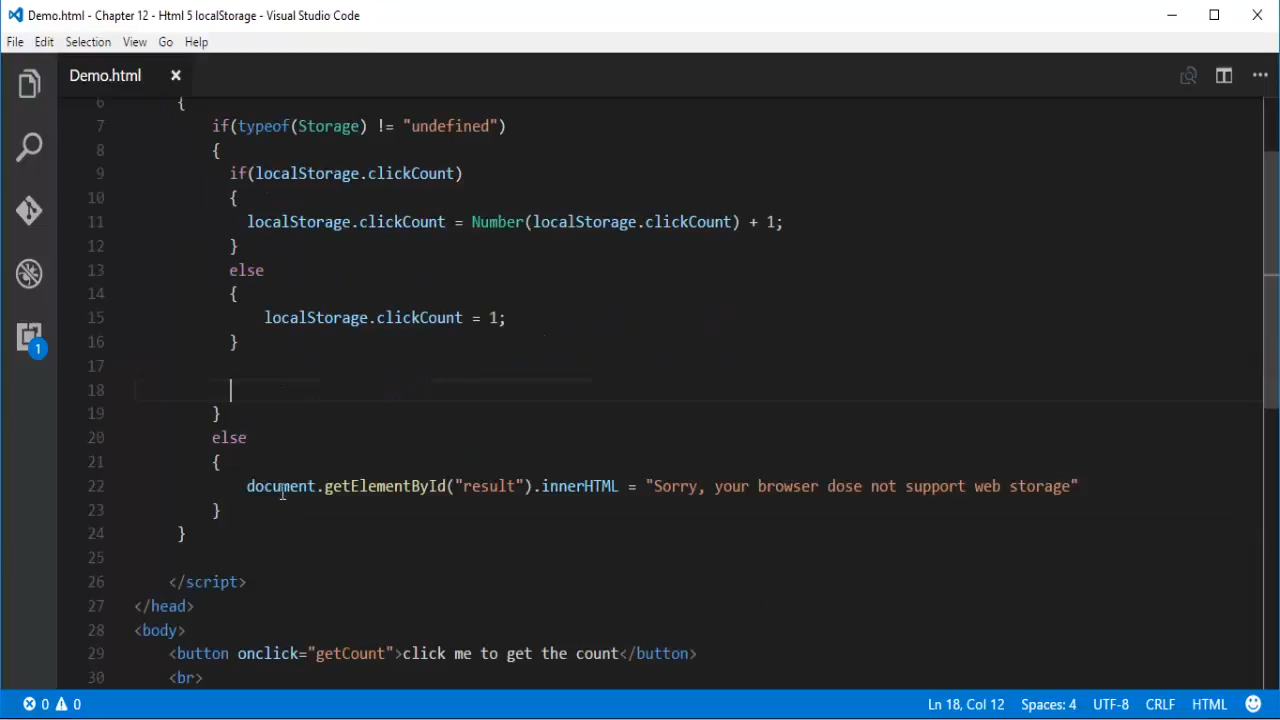 Demo.html - Chapter 12 - Html 5 localStorage - Visual Studio Code
File Edit Selection View Go Help
Demo.html
6 {
7 if(typeof(Storage) != "undefined")
8 {
9 if(localStorage.clickCount)
10 {
11 localStorage.clickCount = Number(localStorage.clickCount) + 1;
12 }
13 else
14 {
15 localStorage.clickCount = 1;
16 }
17
18
19 }
20 else
21 {
22 document.getElementById("result").innerHTML = "Sorry, your browser dose not support web storage"
23 }
24 }
25
26 </script>
27 </head>
28 <body>
29 <button onclick="getCount">click me to get the count</button>
30 <br>
1
0 0 Ln 18, Col 12 Spaces: 4 UTF-8 CRLF HTML